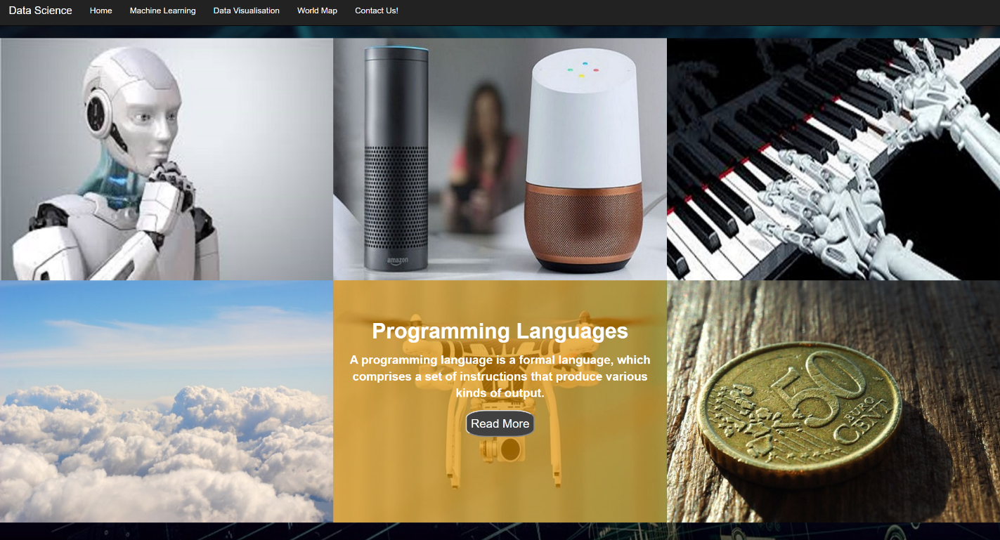 Data Science Home Machine Learning Data Visualisation World Map Contact Us!
amazon
Programming Languages
A programming language is a formal language, which
comprises a set of instructions that produce various
kinds of output.
Read More
50
EURO
CENT